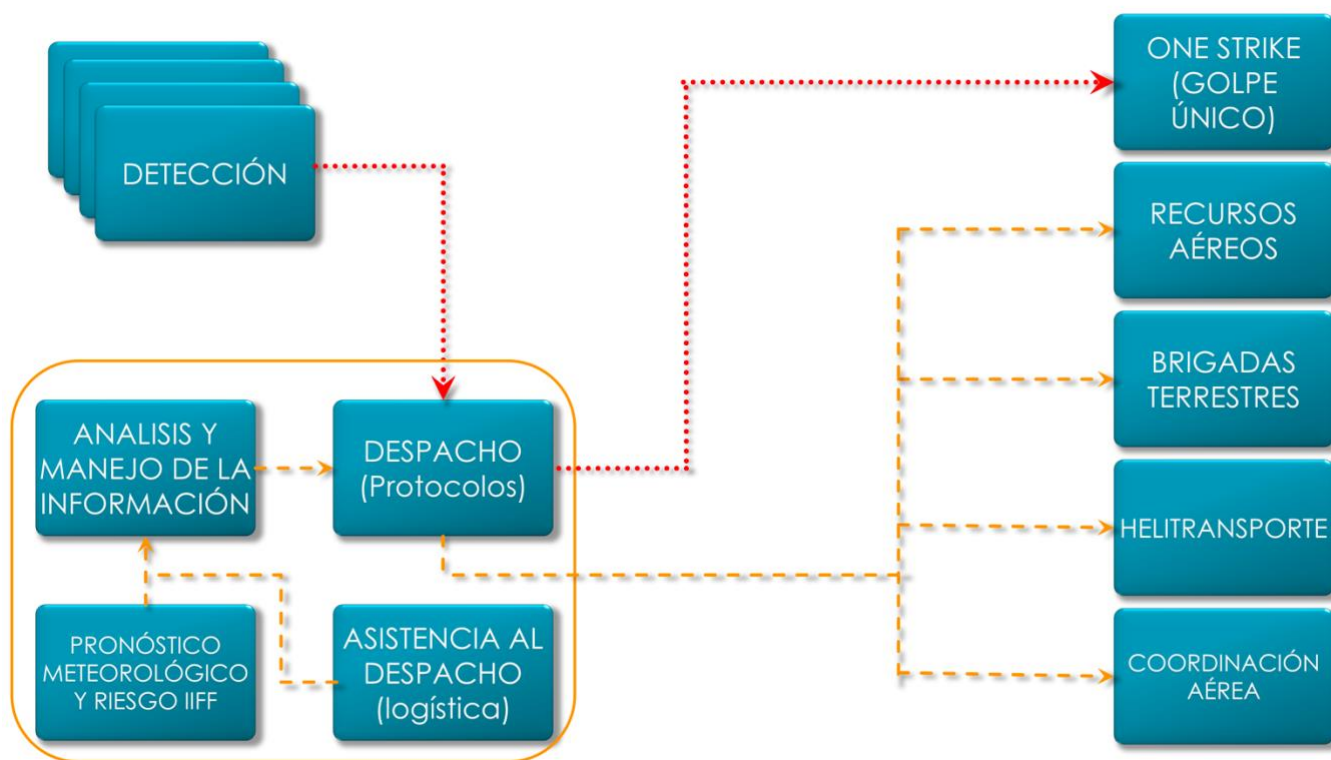 DETECCIÓN
ANALISIS Y
MANEJO DE LA
INFORMACIÓN
DESPACHO
(Protocolos)
PRONÓSTICO
METEOROLÓGICO
Y RIESGO IIFF
ASISTENCIA AL
DESPACHO
(logística)
ONE STRIKE
(GOLPE
ÚNICO)
RECURSOS
AÉREOS
BRIGADAS
TERRESTRES
HELITRANSPORTE
COORDINACIÓN
AÉREA